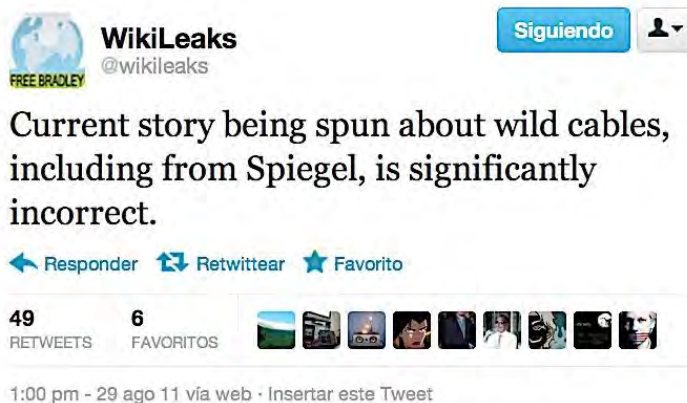 WikiLeaks
@wikileaks
FREE BRADLEY
Siguiendo
Current story being spun about wild cables,
including from Spiegel, is significantly
incorrect.
Responder Retwittear Favorito
49 6
RETWEETS FAVORITOS
1:00 pm - 29 ago 11 vía web · Insertar este Tweet